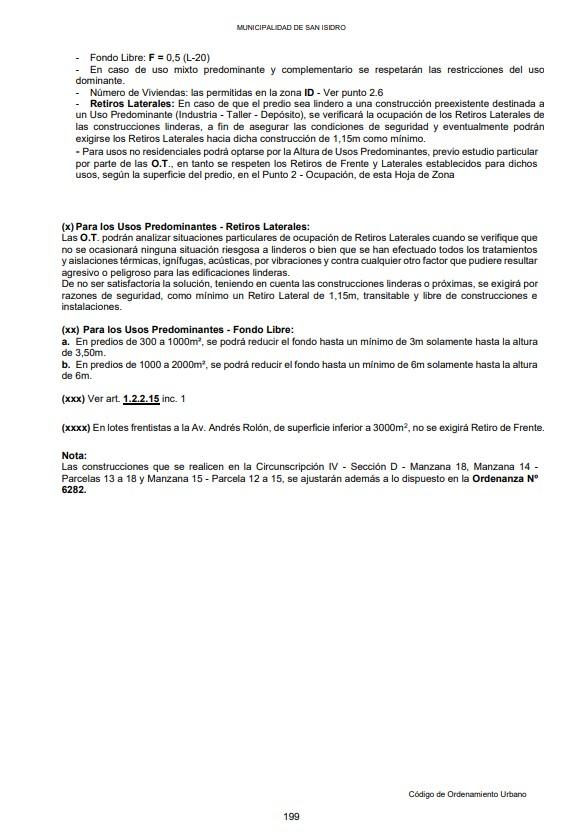 MUNICIPALIDAD DE SAN ISIDRO
- Fondo Libre: F = 0,5 (L-20)
- En caso de uso mixto predominante y complementario se respetarán las restricciones del uso
dominante.
- Número de Viviendas: las permitidas en la zona ID - Ver punto 2.6
- Retiros Laterales: En caso de que el predio sea lindero a una construcción preexistente destinada a
un Uso Predominante (Industria - Taller - Depósito), se verificará la ocupación de los Retiros Laterales de
las construcciones linderas, a fin de asegurar las condiciones de seguridad y eventualmente podrán
exigirse los Retiros Laterales hacia dicha construcción de 1,15m como mínimo.
- Para usos no residenciales podrá optarse por la Altura de Usos Predominantes, previo estudio particular
por parte de las O.T., en tanto se respeten los Retiros de Frente y Laterales establecidos para dichos
usos, según la superficie del predio, en el Punto 2 - Ocupación, de esta Hoja de Zona
(x) Para los Usos Predominantes - Retiros Laterales:
Las O.T. podrán analizar situaciones particulares de ocupación de Retiros Laterales cuando se verifique que
no se ocasionará ninguna situación riesgosa a linderos o bien que se han efectuado todos los tratamientos
y aislaciones térmicas, ignífugas, acústicas, por vibraciones y contra cualquier otro factor que pudiere resultar
agresivo o peligroso para las edificaciones linderas.
De no ser satisfactoria la solución, teniendo en cuenta las construcciones linderas o próximas, se exigirá por
razones de seguridad, como mínimo un Retiro Lateral de 1,15m, transitable y libre de construcciones e
instalaciones.
(xx) Para los Usos Predominantes - Fondo Libre:
a. En predios de 300 a 1000m², se podrá reducir el fondo hasta un mínimo de 3m solamente hasta la altura
de 3,50m.
b. En predios de 1000 a 2000m², se podrá reducir el fondo hasta un mínimo de 6m solamente hasta la altura
de 6m.
(xxx) Ver art. 1.2.2.15 inc. 1
(xxxx) En lotes frentistas a la Av. Andrés Rolón, de superficie inferior a 3000m², no se exigirá Retiro de Frente.
Nota:
Las construcciones que se realicen en la Circunscripción IV - Sección D - Manzana 18, Manzana 14 -
Parcelas 13 a 18 y Manzana 15 - Parcela 12 a 15, se ajustarán además a lo dispuesto en la Ordenanza Nº
6282.
Código de Ordenamiento Urbano
199